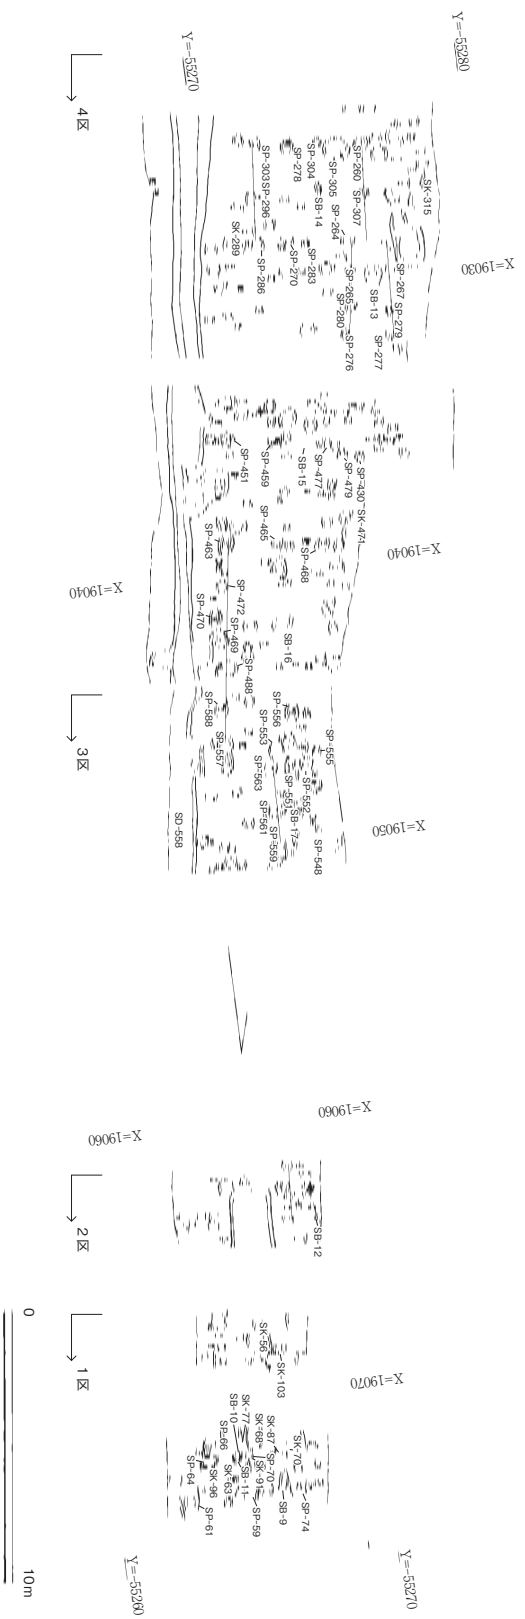 Y=-55280
Y=-55270
4区
SK-315
SP-260
SP-307
SP-305
SP-304
SP-278
SP-303
SP-296
SB-14
SP-264
SK-289
SP-286
SP-270
SP-283
SP-265
SP-280
SP-276
SB-13
SP-267
SP-279
SP-277
X=19030
SP-451
SP-459
SB-15
SP-477
SP-479
SP-430
SK-471
SP-465
SP-468
SP-463
SP-472
SP-470
SP-469
SP-488
SB-16
X=19040
X=19040
3区
SP-588
SP-557
SP-556
SP-553
SP-563
SP-555
SP-552
SP-551
SB-17
SP-561
SP-559
SP-548
SD-558
X=19050
X=19060
X=19060
2区
SB-12
1区
SK-56
SK-103
X=19070
SK-77
SB-10
SP-66
SK-68
SK-87
SP-70
SK-70
SK-91
SB-11
SK-63
SK-96
SP-64
SP-61
SP-59
SB-9
SP-74
Y=-55270
Y=-55260
0
10m